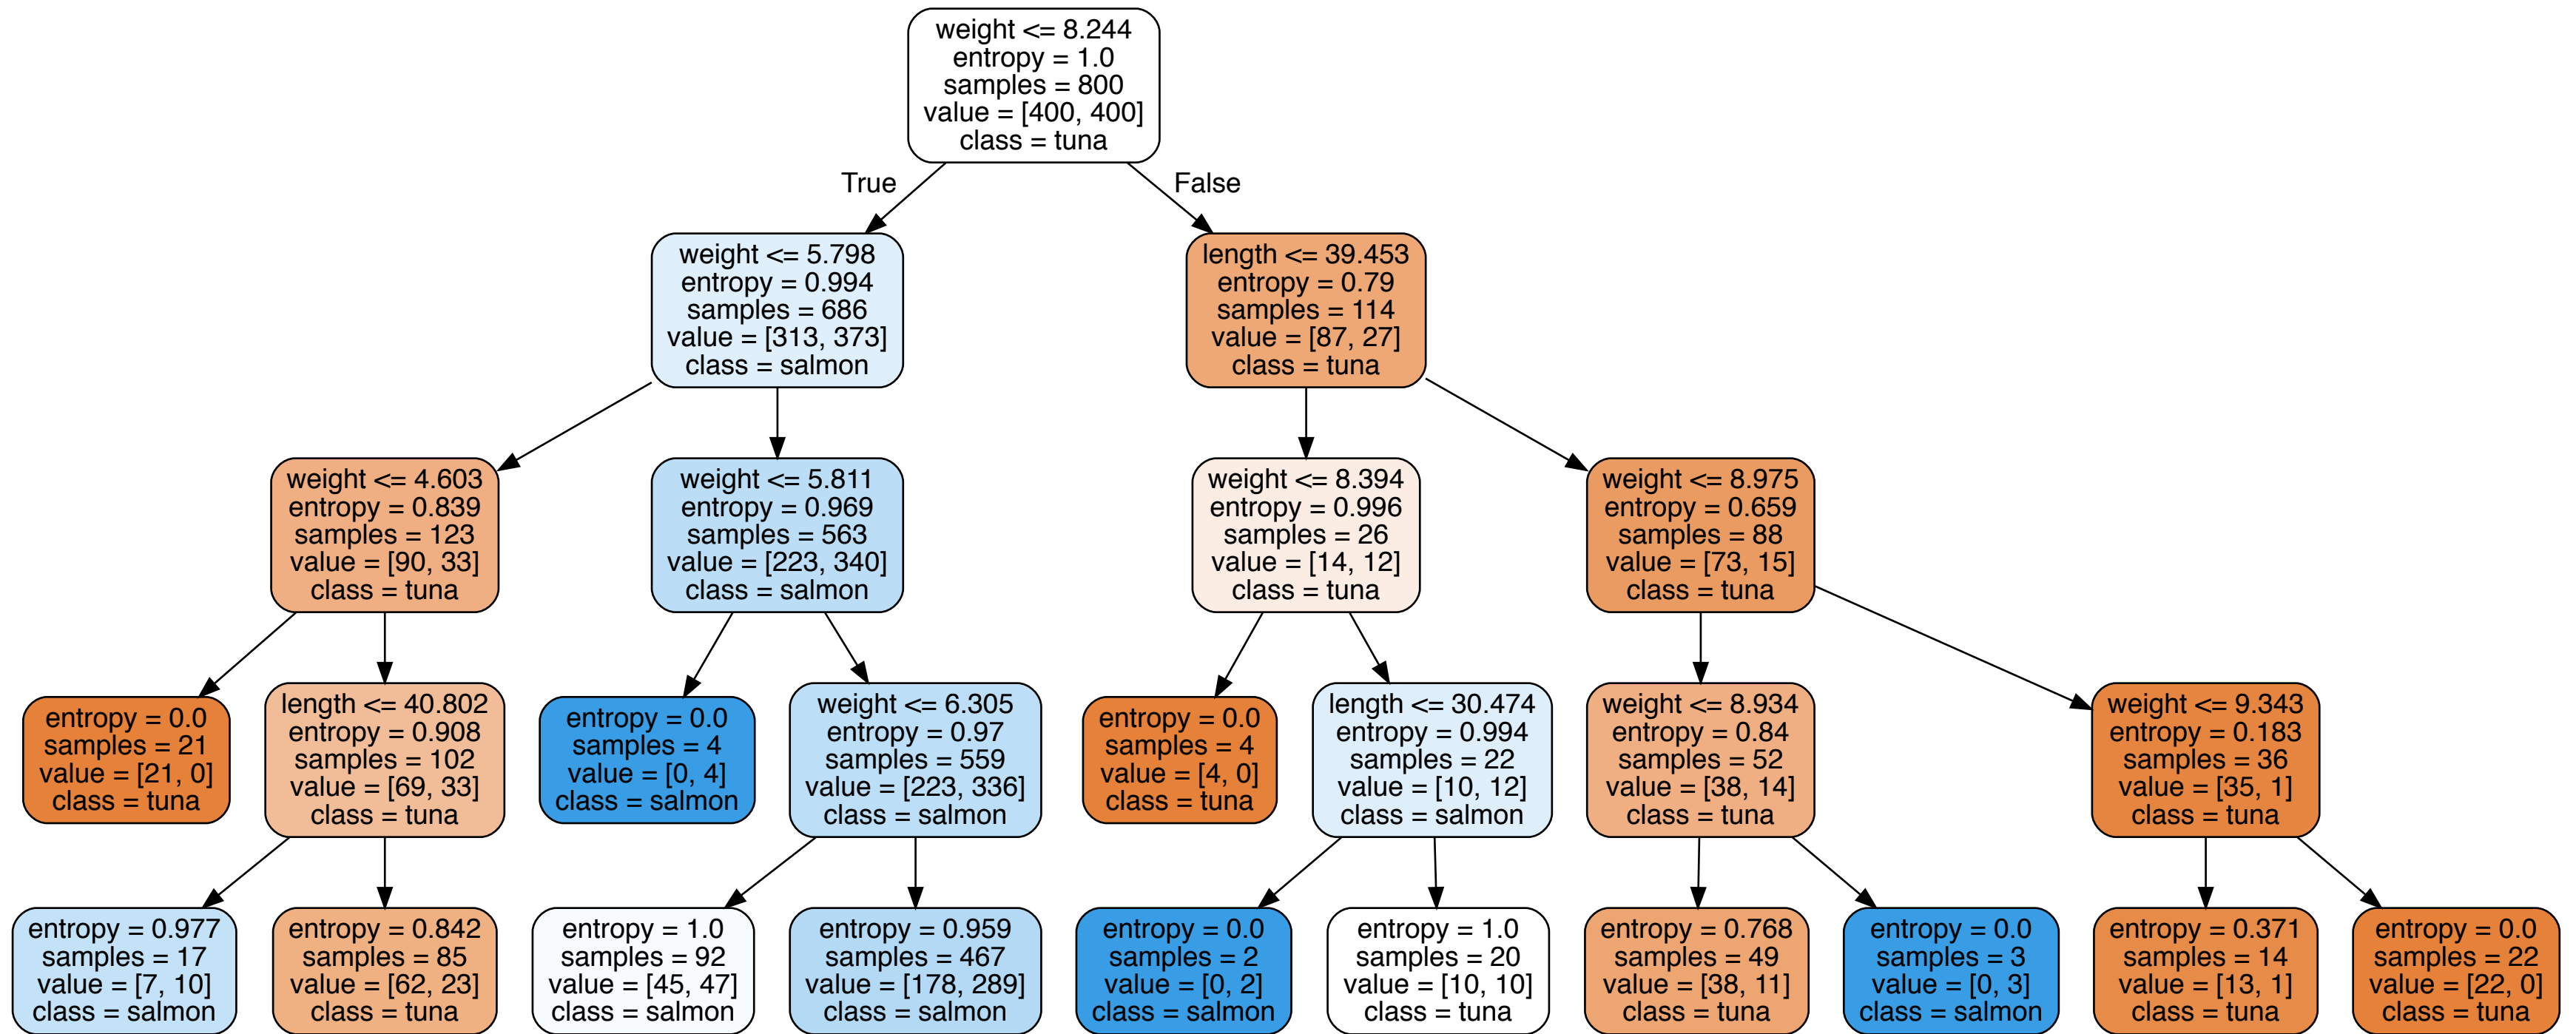 weight <= 8.244
entropy = 1.0
samples = 800
value = [400, 400]
class = tuna
True
False
weight <= 5.798
entropy = 0.994
samples = 686
value = [313, 373]
class = salmon
length <= 39.453
entropy = 0.79
samples = 114
value = [87, 27]
class = tuna
weight <= 4.603
entropy = 0.839
samples = 123
value = [90, 33]
class = tuna
weight <= 5.811
entropy = 0.969
samples = 563
value = [223, 340]
class = salmon
weight <= 8.394
entropy = 0.996
samples = 26
value = [14, 12]
class = tuna
weight <= 8.975
entropy = 0.659
samples = 88
value = [73, 15]
class = tuna
entropy = 0.0
samples = 21
value = [21, 0]
class = tuna
length <= 40.802
entropy = 0.908
samples = 102
value = [69, 33]
class = tuna
entropy = 0.0
samples = 4
value = [0, 4]
class = salmon
weight <= 6.305
entropy = 0.97
samples = 559
value = [223, 336]
class = salmon
entropy = 0.0
samples = 4
value = [4, 0]
class = tuna
length <= 30.474
entropy = 0.994
samples = 22
value = [10, 12]
class = salmon
weight <= 8.934
entropy = 0.84
samples = 52
value = [38, 14]
class = tuna
weight <= 9.343
entropy = 0.183
samples = 36
value = [35, 1]
class = tuna
entropy = 0.977
samples = 17
value = [7, 10]
class = salmon
entropy = 0.842
samples = 85
value = [62, 23]
class = tuna
entropy = 1.0
samples = 92
value = [45, 47]
class = salmon
entropy = 0.959
samples = 467
value = [178, 289]
class = salmon
entropy = 0.0
samples = 2
value = [0, 2]
class = salmon
entropy = 1.0
samples = 20
value = [10, 10]
class = tuna
entropy = 0.768
samples = 49
value = [38, 11]
class = tuna
entropy = 0.0
samples = 3
value = [0, 3]
class = salmon
entropy = 0.371
samples = 14
value = [13, 1]
class = tuna
entropy = 0.0
samples = 22
value = [22, 0]
class = tuna